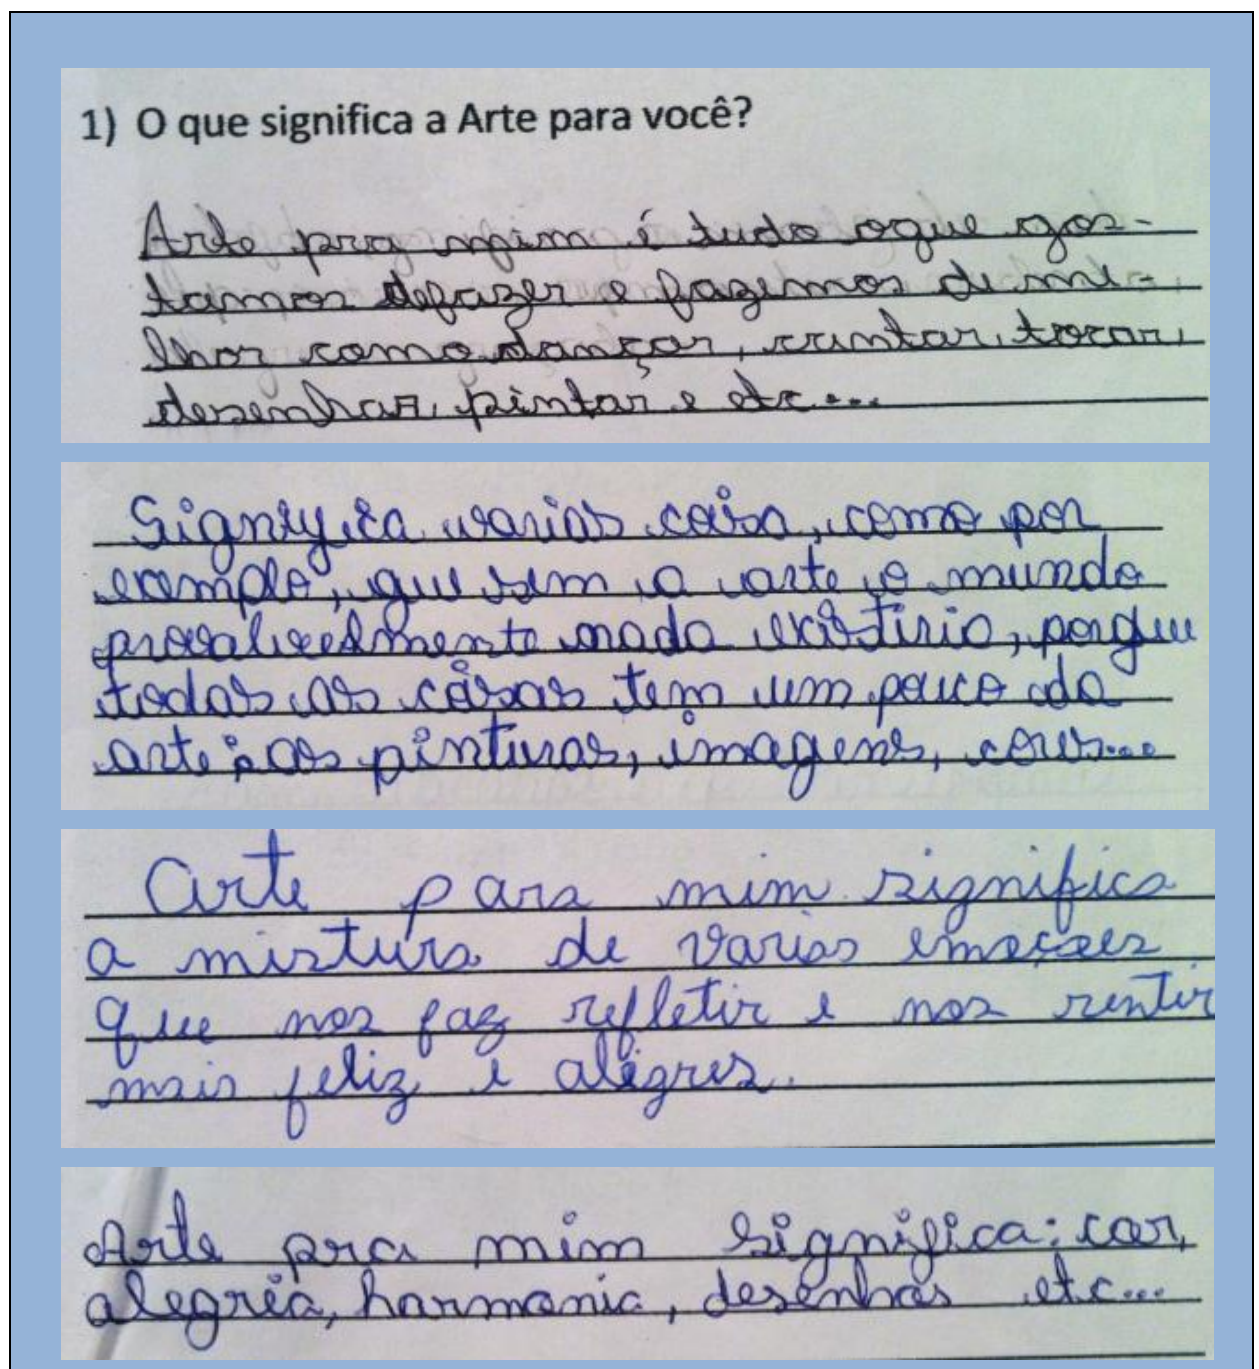 1) O que significa a Arte para você?
Arte pra mim é tudo oque gos-
tamos defazer e fazemos de me-
lhor como dançar, cantar, tocar,
desenhar, pintar e etc...
Signifyica varias coisa, como por
exemplo, que sem a arte o mundo
provalveelmente nada existiria, porque
todas as coisas tem um pouco da
arte: as pinturas, imagens, cores...
Arte para mim significa
a mistura de varias emoções
que nos faz refletir e nos sentir
mais feliz e alegres.
Arte pra mim significa: cor,
alegria, harmonia, desenhos etc...